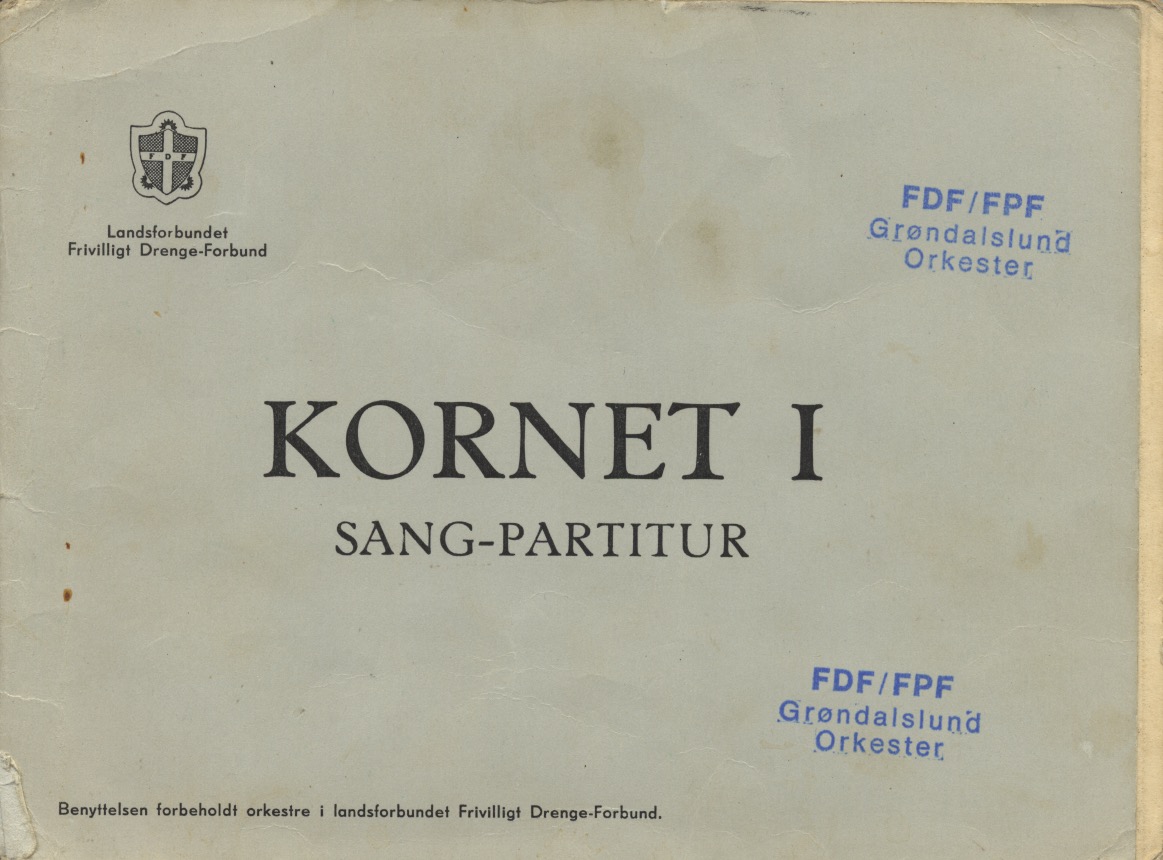 F D F
Landsforbundet
Frivilligt Drenge-Forbund
FDF/FPF
Grøndalslund
Orkester
KORNET I
SANG-PARTITUR
FDF/FPF
Grøndalslund
Orkester
Benyttelsen forbeholdt orkestre i landsforbundet Frivilligt Drenge-Forbund.